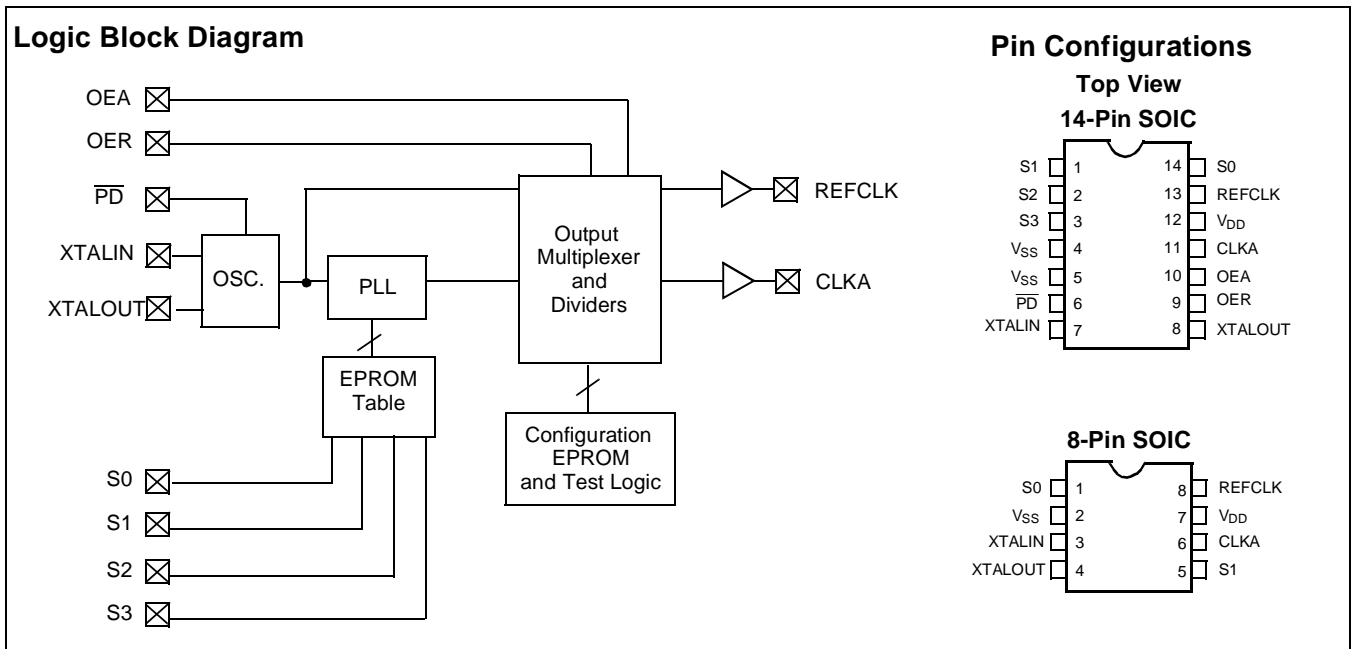 Logic Block Diagram
OEA
OER
PD
XTALIN
XTALOUT
OSC.
PLL
EPROM
Table
Output
Multiplexer
and
Dividers
Configuration
EPROM
and Test Logic
REFCLK
CLKA
S0
S1
S2
S3
Pin Configurations
Top View
14-Pin SOIC
S1 1 14 S0
S2 2 13 REFCLK
S3 3 12 VDD
VSS 4 11 CLKA
VSS 5 10 OEA
PD 6 9 OER
XTALIN 7 8 XTALOUT
8-Pin SOIC
S0 1 8 REFCLK
VSS 2 7 VDD
XTALIN 3 6 CLKA
XTALOUT 4 5 S1